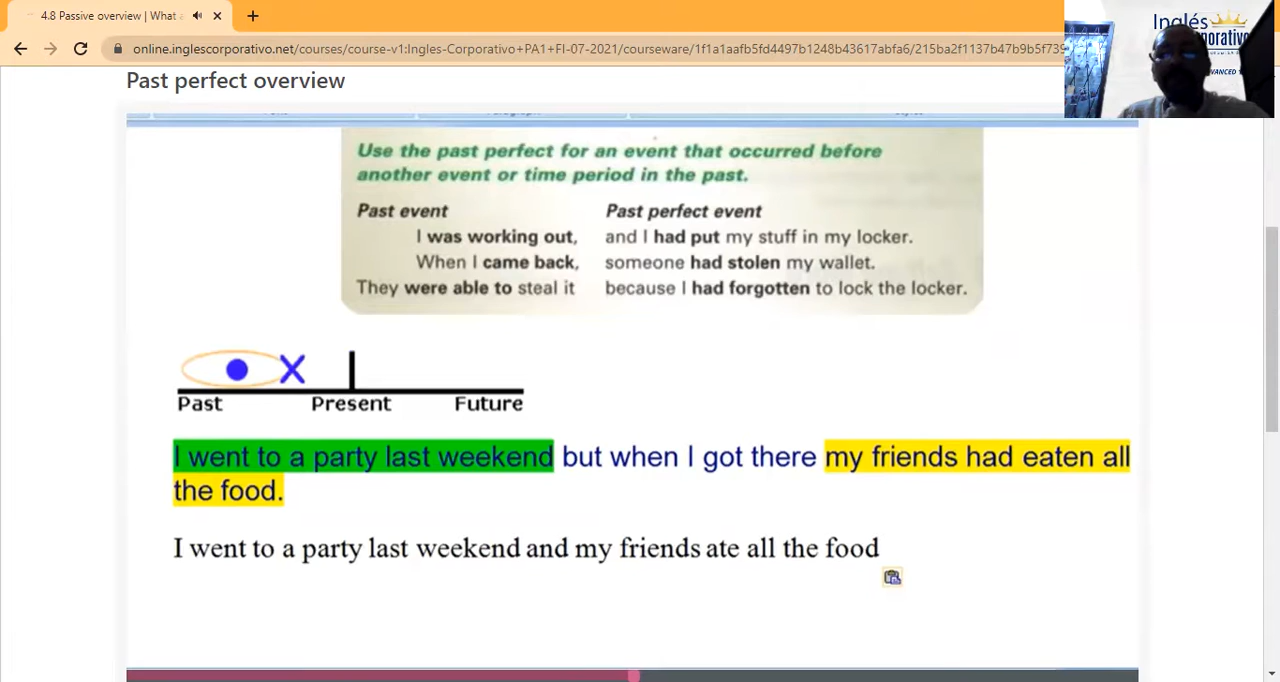 4.8 Passive overview | What a
online.inglescorporativo.net/courses/course-v1:Ingles-Corporativo+PA1+FI-07-2021/courseware/1f1a1aafb5fd4497b1248b43617abfa6/215ba2f1137b47b9b5f739
Inglés
orporativo
VANCED 1
Past perfect overview
Use the past perfect for an event that occurred before
another event or time period in the past.
Past event Past perfect event
I was working out, and I had put my stuff in my locker.
When I came back, someone had stolen my wallet.
They were able to steal it because I had forgotten to lock the locker.
Past Present Future
I went to a party last weekend but when I got there my friends had eaten all
the food.
I went to a party last weekend and my friends ate all the food